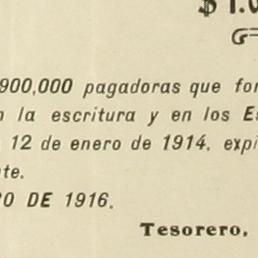 $ 1.0
900,000 pagadoras que for
la escritura y en los Es
12 de enero de 1914, expi
te.
O DE 1916.
Tesorero,